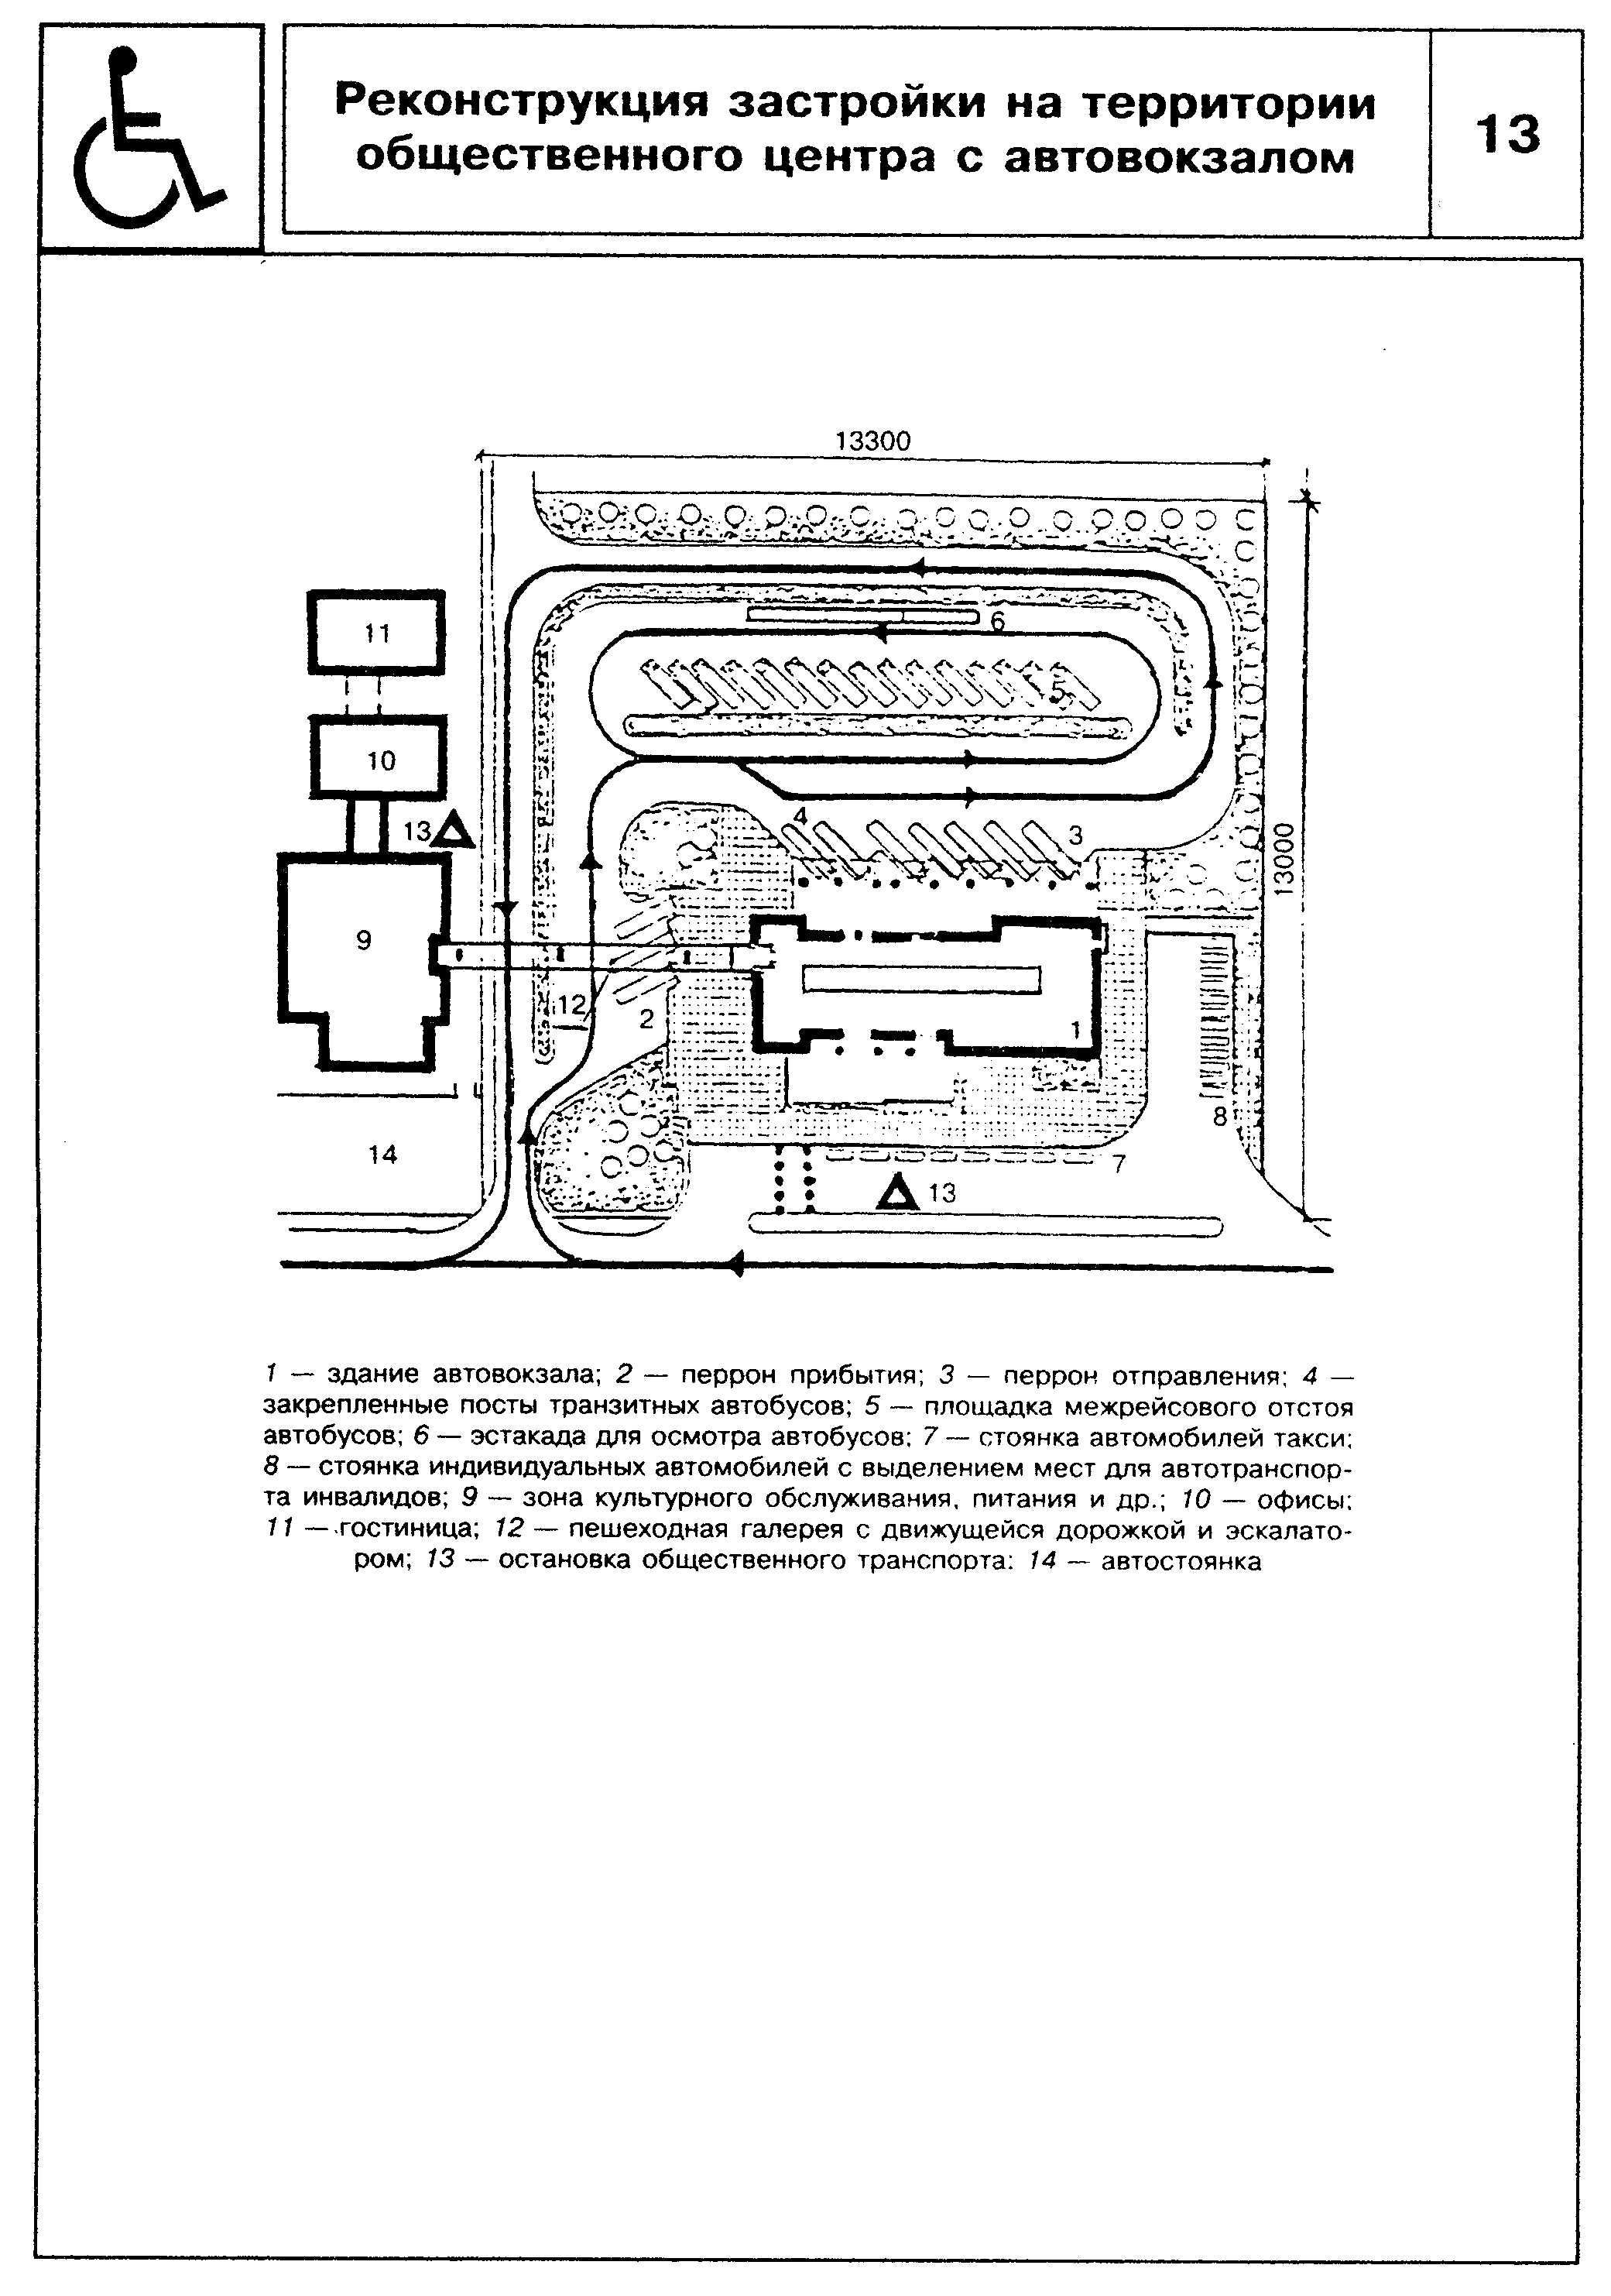 Реконструкция застройки на территории
общественного центра с автовокзалом
13
13300
6
11
5
10
4
3
13
13000
9
12
2
1
8
14
7
13
1 — здание автовокзала; 2 — перрон прибытия; 3 — перрон отправления; 4 —
закрепленные посты транзитных автобусов; 5 — площадка межрейсового отстоя
автобусов; 6 — эстакада для осмотра автобусов; 7 — стоянка автомобилей такси;
8 — стоянка индивидуальных автомобилей с выделением мест для автотранспор-
та инвалидов; 9 — зона культурного обслуживания, питания и др.; 10 — офисы;
11 — гостиница; 12 — пешеходная галерея с движущейся дорожкой и эскалато-
ром; 13 — остановка общественного транспорта: 14 — автостоянка